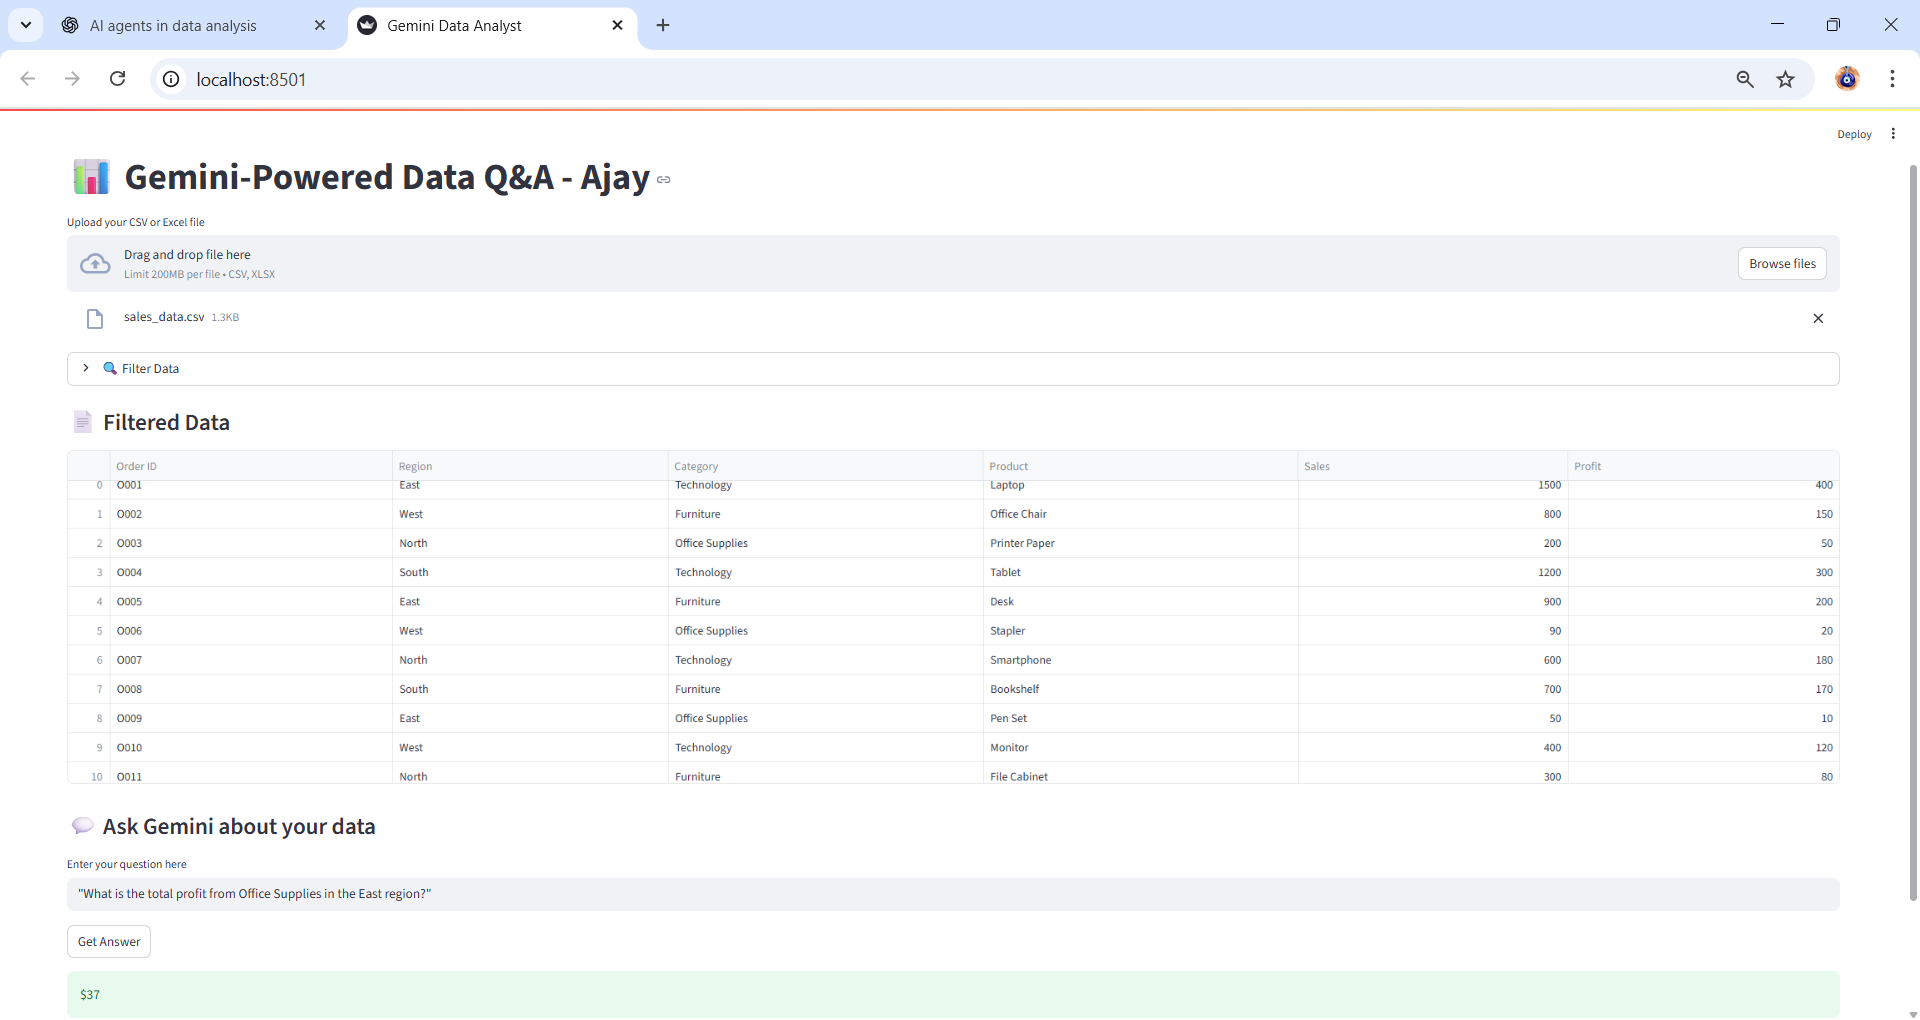 AI agents in data analysis
Gemini Data Analyst
localhost:8501
Deploy
Gemini-Powered Data Q&A - Ajay
Upload your CSV or Excel file
Drag and drop file here
Limit 200MB per file • CSV, XLSX
Browse files
sales_data.csv 1.3KB
Filter Data
Filtered Data
Order ID Region Category Product Sales Profit
0 O001 East Technology Laptop 1500 400
1 O002 West Furniture Office Chair 800 150
2 O003 North Office Supplies Printer Paper 200 50
3 O004 South Technology Tablet 1200 300
4 O005 East Furniture Desk 900 200
5 O006 West Office Supplies Stapler 90 20
6 O007 North Technology Smartphone 600 180
7 O008 South Furniture Bookshelf 700 170
8 O009 East Office Supplies Pen Set 50 10
9 O010 West Technology Monitor 400 120
10 O011 North Furniture File Cabinet 300 80
Ask Gemini about your data
Enter your question here
"What is the total profit from Office Supplies in the East region?"
Get Answer
$37